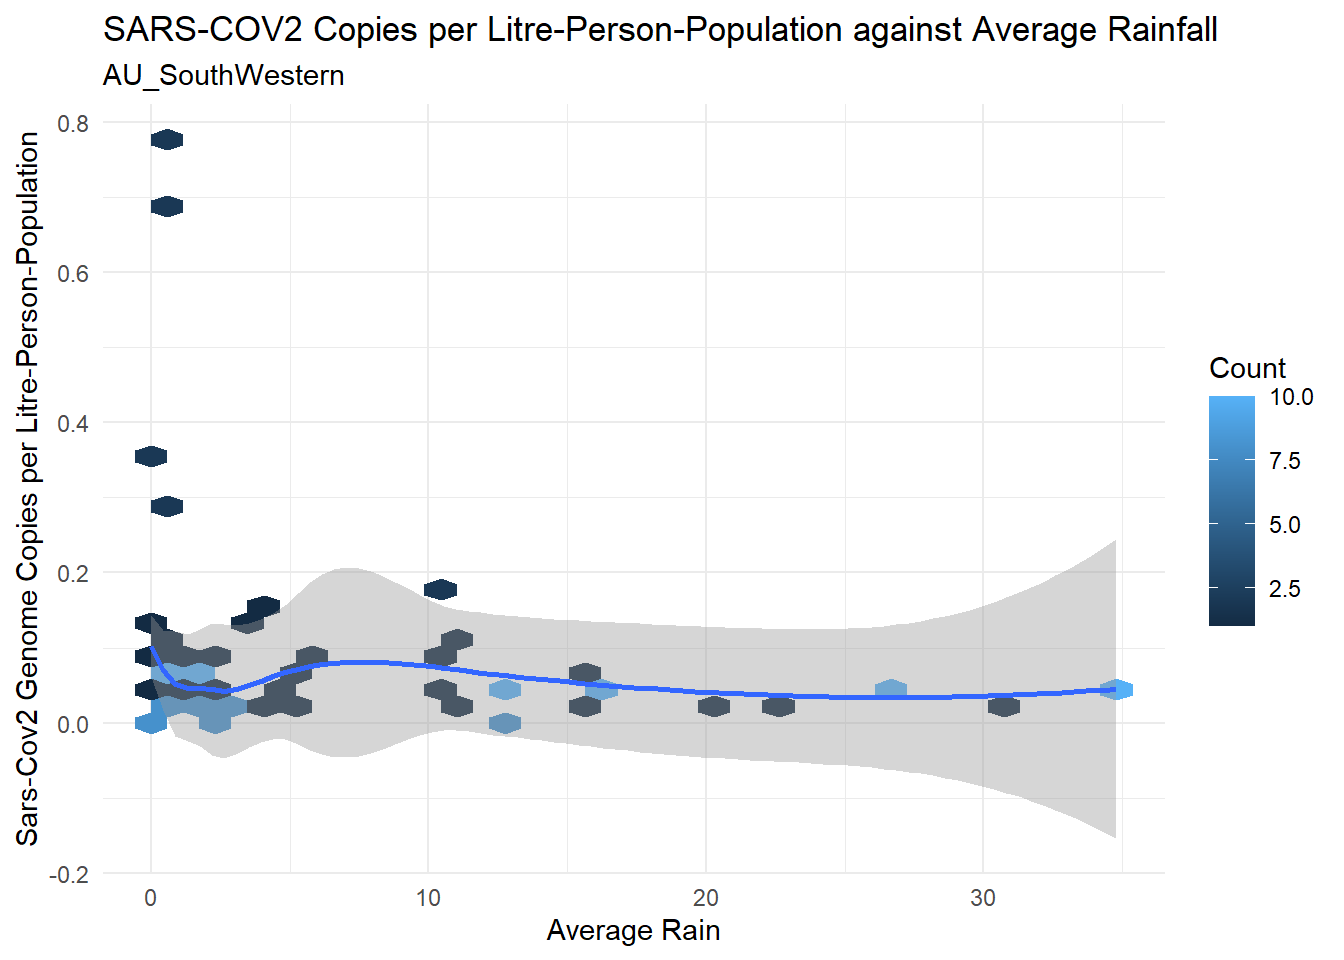 SARS-COV2 Copies per Litre-Person-Population against Average Rainfall
AU_SouthWestern
Sars-Cov2 Genome Copies per Litre-Person-Population
0.8
0.6
0.4
0.2
0.0
-0.2
0
10
20
30
Average Rain
Count
10.0
7.5
5.0
2.5